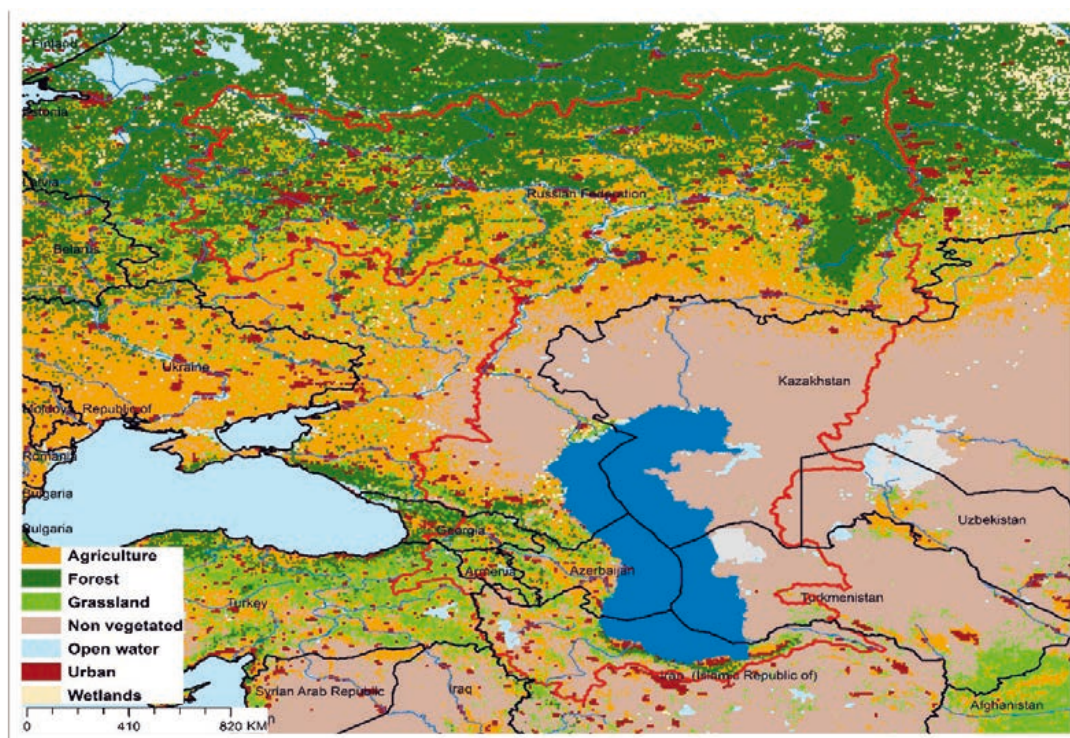 Finland
Estonia
Latvia
Russian Federation
Belarus
Ukraine
Kazakhstan
Moldova, Republic of
Romania
Bulgaria
Uzbekistan
Bulgaria
Georgia
Armenia
Azerbaijan
Turkmenistan
Turkey
Iran (Islamic Republic of)
Syrian Arab Republic
Iraq
Afghanistan
Agriculture
Forest
Grassland
Non vegetated
Open water
Urban
Wetlands
0 410 820 KM